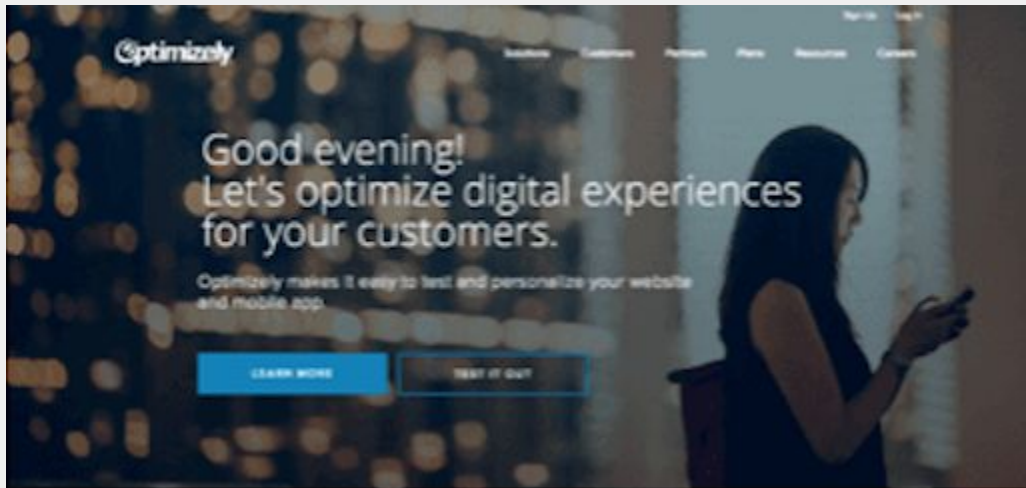 Sign Up Log In
Optimizely
Solutions Customers Partners Plans Resources Careers
Good evening!
Let's optimize digital experiences
for your customers.
Optimizely makes it easy to test and personalize your website
and mobile app.
LEARN MORE TEST IT OUT